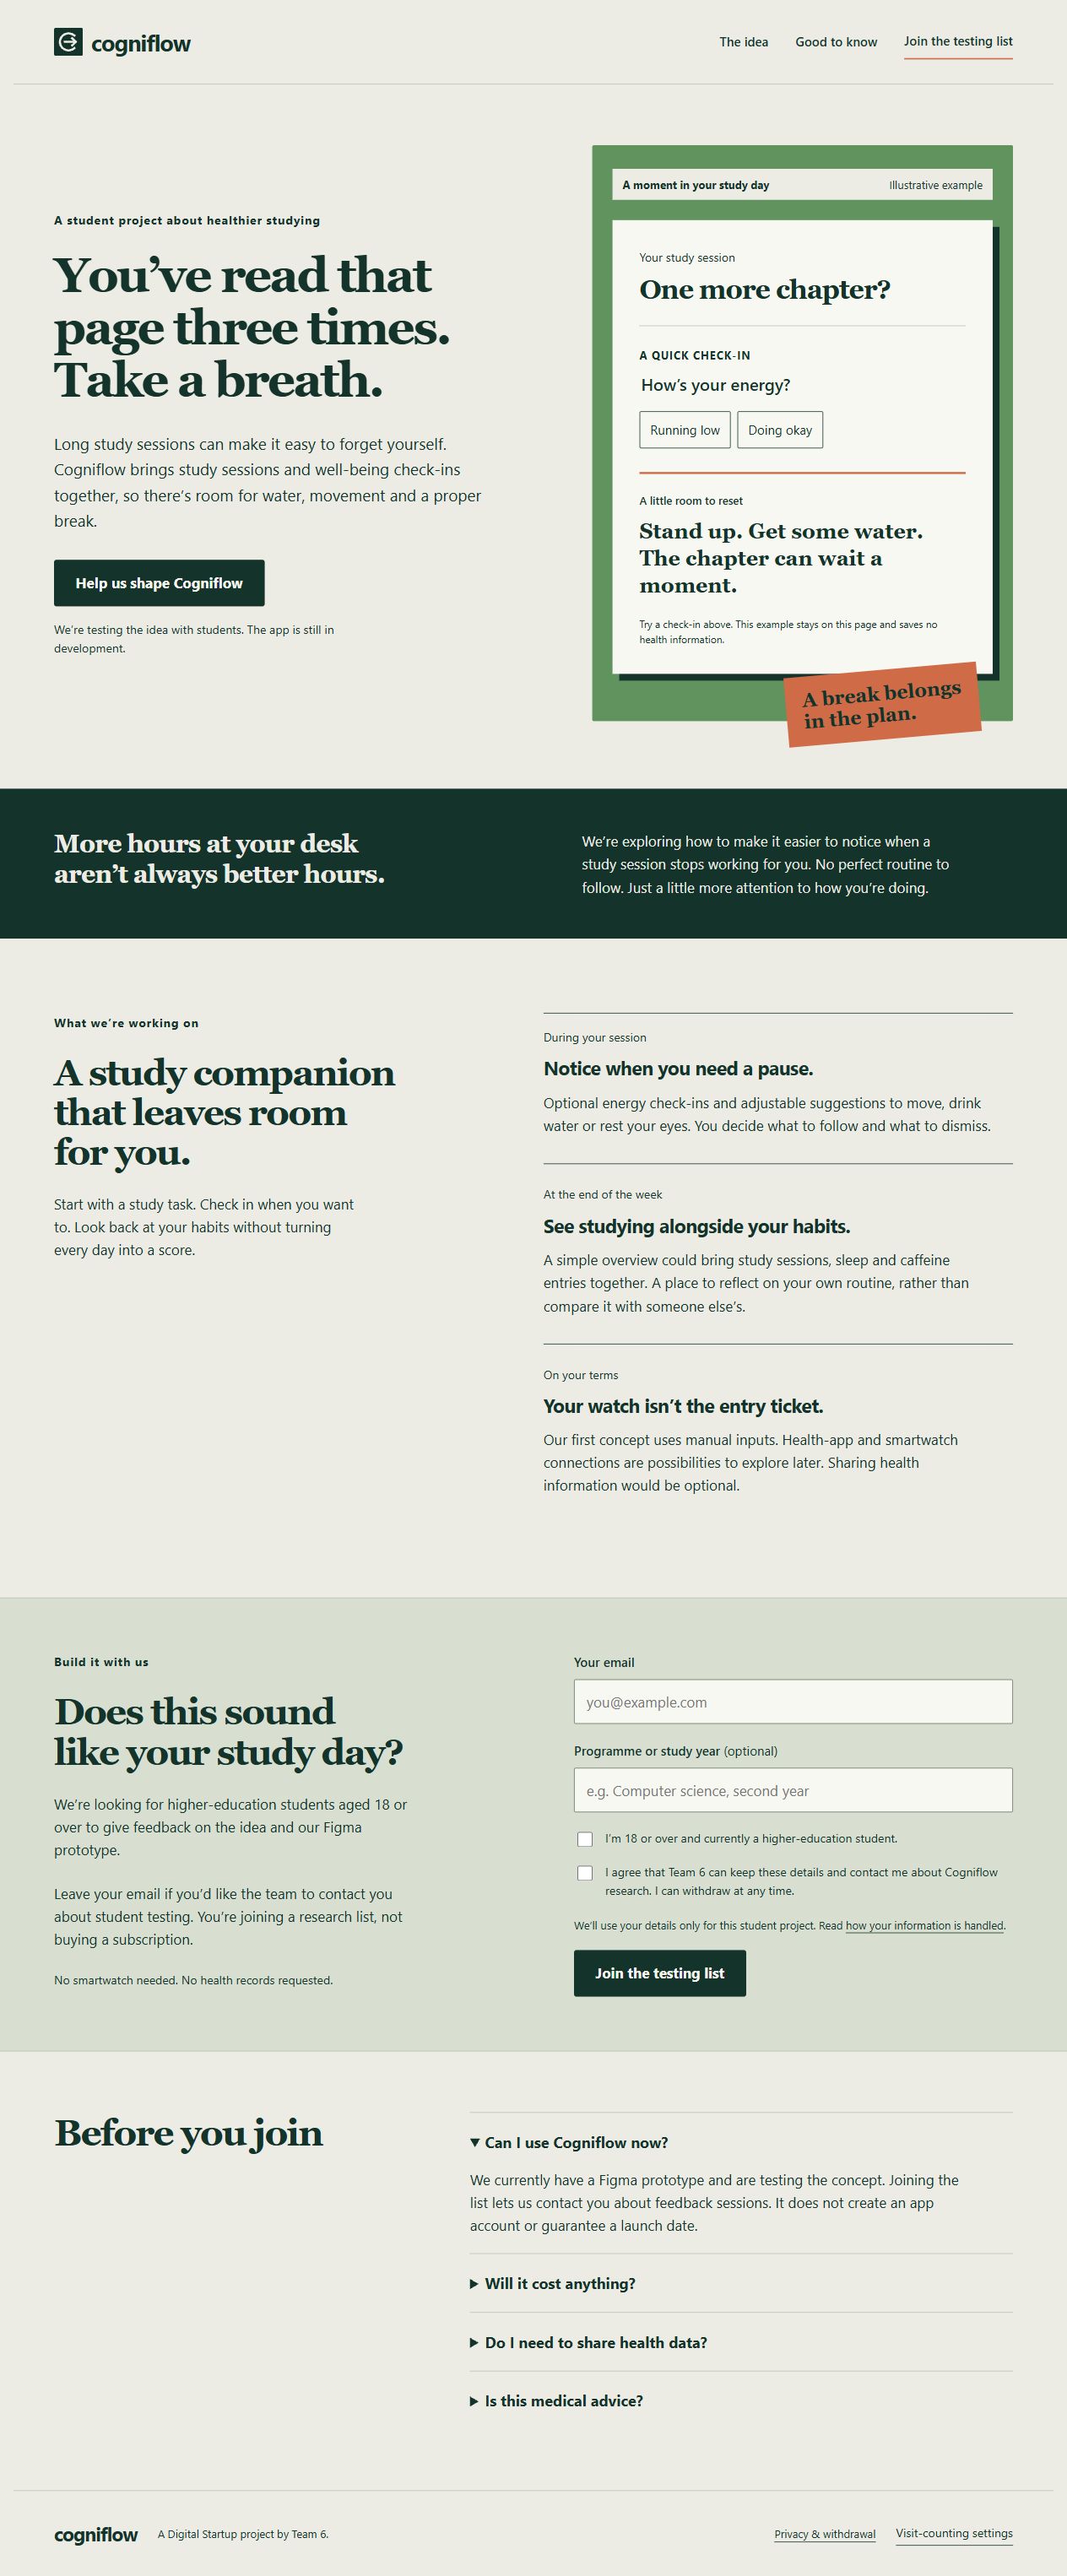 cogniflow
The idea
Good to know
Join the testing list
A student project about healthier studying
You’ve read that
page three times.
Take a breath.
Long study sessions can make it easy to forget yourself.
Cogniflow brings study sessions and well-being check-ins
together, so there’s room for water, movement and a proper
break.
Help us shape Cogniflow
We’re testing the idea with students. The app is still in
development.
A moment in your study day
Illustrative example
Your study session
One more chapter?
A QUICK CHECK-IN
How’s your energy?
Running low
Doing okay
A little room to reset
Stand up. Get some water.
The chapter can wait a
moment.
Try a check-in above. This example stays on this page and saves no
health information.
A break belongs
in the plan.
More hours at your desk
aren’t always better hours.
We’re exploring how to make it easier to notice when a
study session stops working for you. No perfect routine to
follow. Just a little more attention to how you’re doing.
What we’re working on
A study companion
that leaves room
for you.
Start with a study task. Check in when you want
to. Look back at your habits without turning
every day into a score.
During your session
Notice when you need a pause.
Optional energy check-ins and adjustable suggestions to move, drink
water or rest your eyes. You decide what to follow and what to dismiss.
At the end of the week
See studying alongside your habits.
A simple overview could bring study sessions, sleep and caffeine
entries together. A place to reflect on your own routine, rather than
compare it with someone else’s.
On your terms
Your watch isn’t the entry ticket.
Our first concept uses manual inputs. Health-app and smartwatch
connections are possibilities to explore later. Sharing health
information would be optional.
Build it with us
Does this sound
like your study day?
We’re looking for higher-education students aged 18 or
over to give feedback on the idea and our Figma
prototype.
Leave your email if you’d like the team to contact you
about student testing. You’re joining a research list, not
buying a subscription.
No smartwatch needed. No health records requested.
Your email
you@example.com
Programme or study year (optional)
e.g. Computer science, second year
I’m 18 or over and currently a higher-education student.
I agree that Team 6 can keep these details and contact me about Cogniflow
research. I can withdraw at any time.
We’ll use your details only for this student project. Read how your information is handled.
Join the testing list
Before you join
Can I use Cogniflow now?
We currently have a Figma prototype and are testing the concept. Joining the
list lets us contact you about feedback sessions. It does not create an app
account or guarantee a launch date.
Will it cost anything?
Do I need to share health data?
Is this medical advice?
cogniflow
A Digital Startup project by Team 6.
Privacy & withdrawal
Visit-counting settings